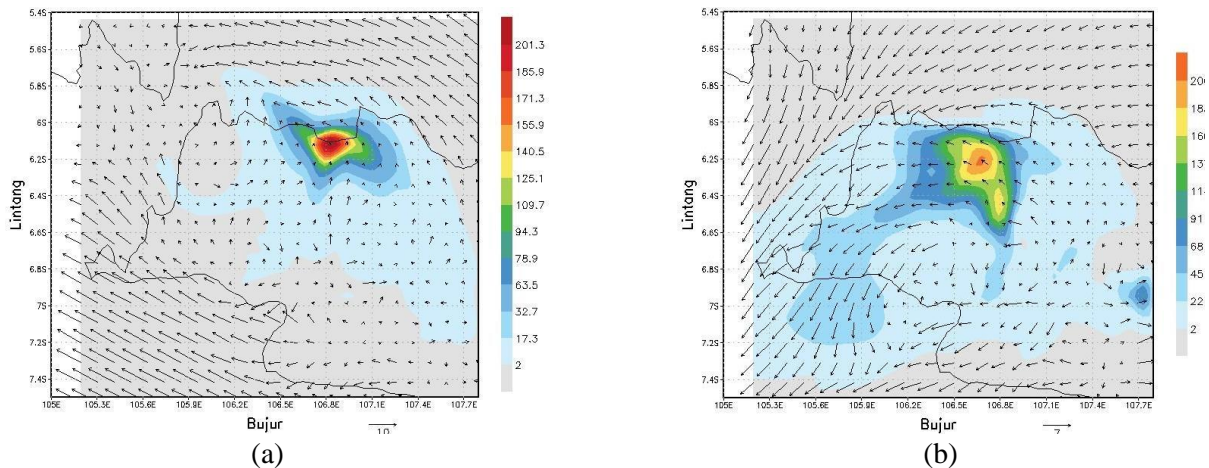 5.4S
5.6S
5.8S
6S
6.2S
6.4S
6.6S
6.8S
7S
7.2S
7.4S
Lintang
105E 105.3E 105.6E 105.9E 106.2E 106.5E 106.8E 107.1E 107.4E 107.7E
Bujur
10
201.3
185.9
171.3
155.9
140.5
125.1
109.7
94.3
78.9
63.5
48.1
32.7
17.3
2
(a)
5.4S
5.6S
5.8S
6S
6.2S
6.4S
6.6S
6.8S
7S
7.2S
7.4S
Lintang
105E 105.3E 105.6E 105.9E 106.2E 106.5E 106.8E 107.1E 107.4E 107.7E
Bujur
7
137
91
68
45
22
2
(b)